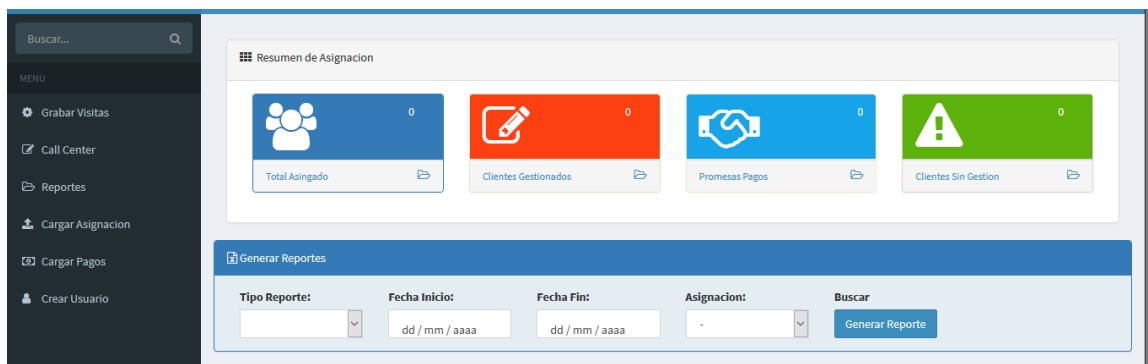 Buscar...
MENU
Grabar Visitas
Call Center
Reportes
Cargar Asignacion
Cargar Pagos
Crear Usuario
Resumen de Asignacion
0
Total Asingado
0
Clientes Gestionados
0
Promesas Pagos
0
Clientes Sin Gestion
Generar Reportes
Tipo Reporte:
Fecha Inicio:
dd / mm / aaaa
Fecha Fin:
dd / mm / aaaa
Asignacion:
-
Buscar
Generar Reporte